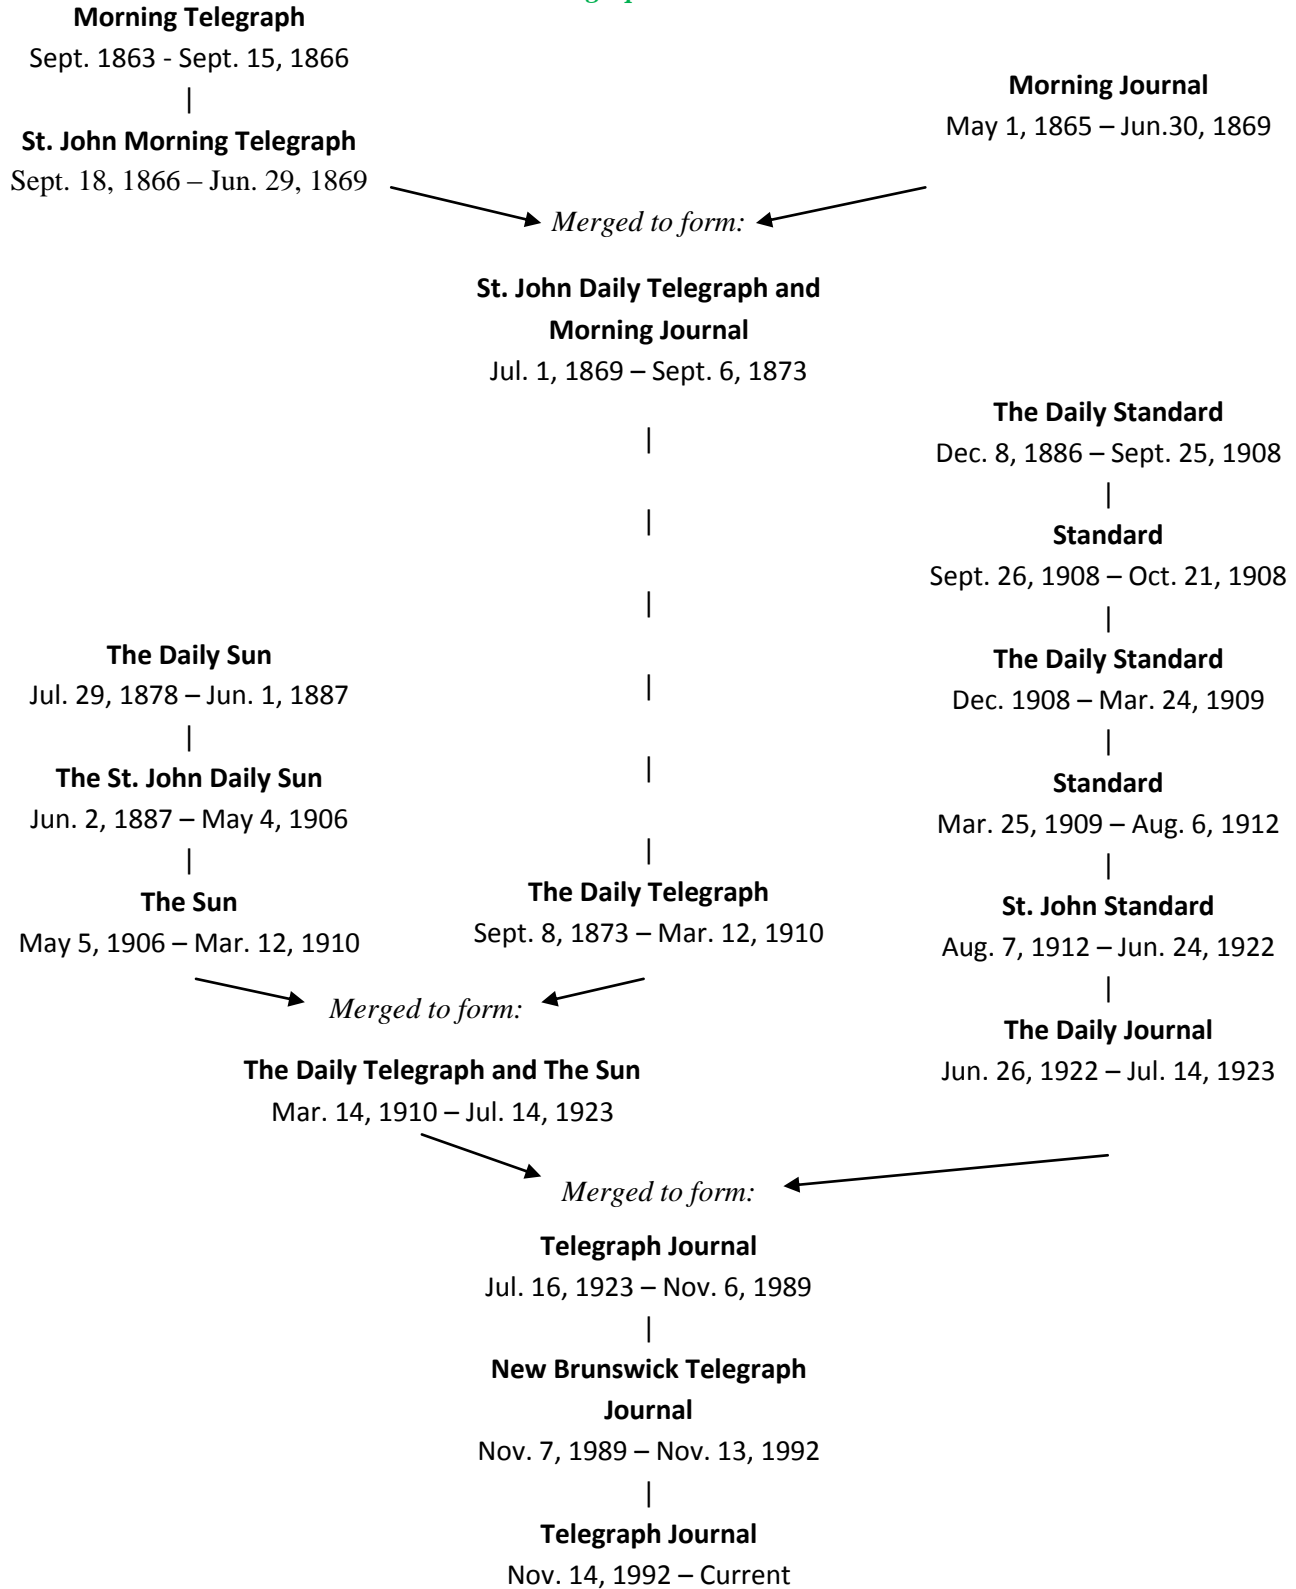 Morning Telegraph
Sept. 1863 - Sept. 15, 1866
|
St. John Morning Telegraph
Sept. 18, 1866 – Jun. 29, 1869
Morning Journal
May 1, 1865 – Jun.30, 1869
Merged to form:
St. John Daily Telegraph and
Morning Journal
Jul. 1, 1869 – Sept. 6, 1873
|
|
|
|
|
|
The Daily Telegraph
Sept. 8, 1873 – Mar. 12, 1910
The Daily Sun
Jul. 29, 1878 – Jun. 1, 1887
|
The St. John Daily Sun
Jun. 2, 1887 – May 4, 1906
|
The Sun
May 5, 1906 – Mar. 12, 1910
Merged to form:
The Daily Telegraph and The Sun
Mar. 14, 1910 – Jul. 14, 1923
The Daily Standard
Dec. 8, 1886 – Sept. 25, 1908
|
Standard
Sept. 26, 1908 – Oct. 21, 1908
|
The Daily Standard
Dec. 1908 – Mar. 24, 1909
|
Standard
Mar. 25, 1909 – Aug. 6, 1912
|
St. John Standard
Aug. 7, 1912 – Jun. 24, 1922
|
The Daily Journal
Jun. 26, 1922 – Jul. 14, 1923
Merged to form:
Telegraph Journal
Jul. 16, 1923 – Nov. 6, 1989
|
New Brunswick Telegraph
Journal
Nov. 7, 1989 – Nov. 13, 1992
|
Telegraph Journal
Nov. 14, 1992 – Current